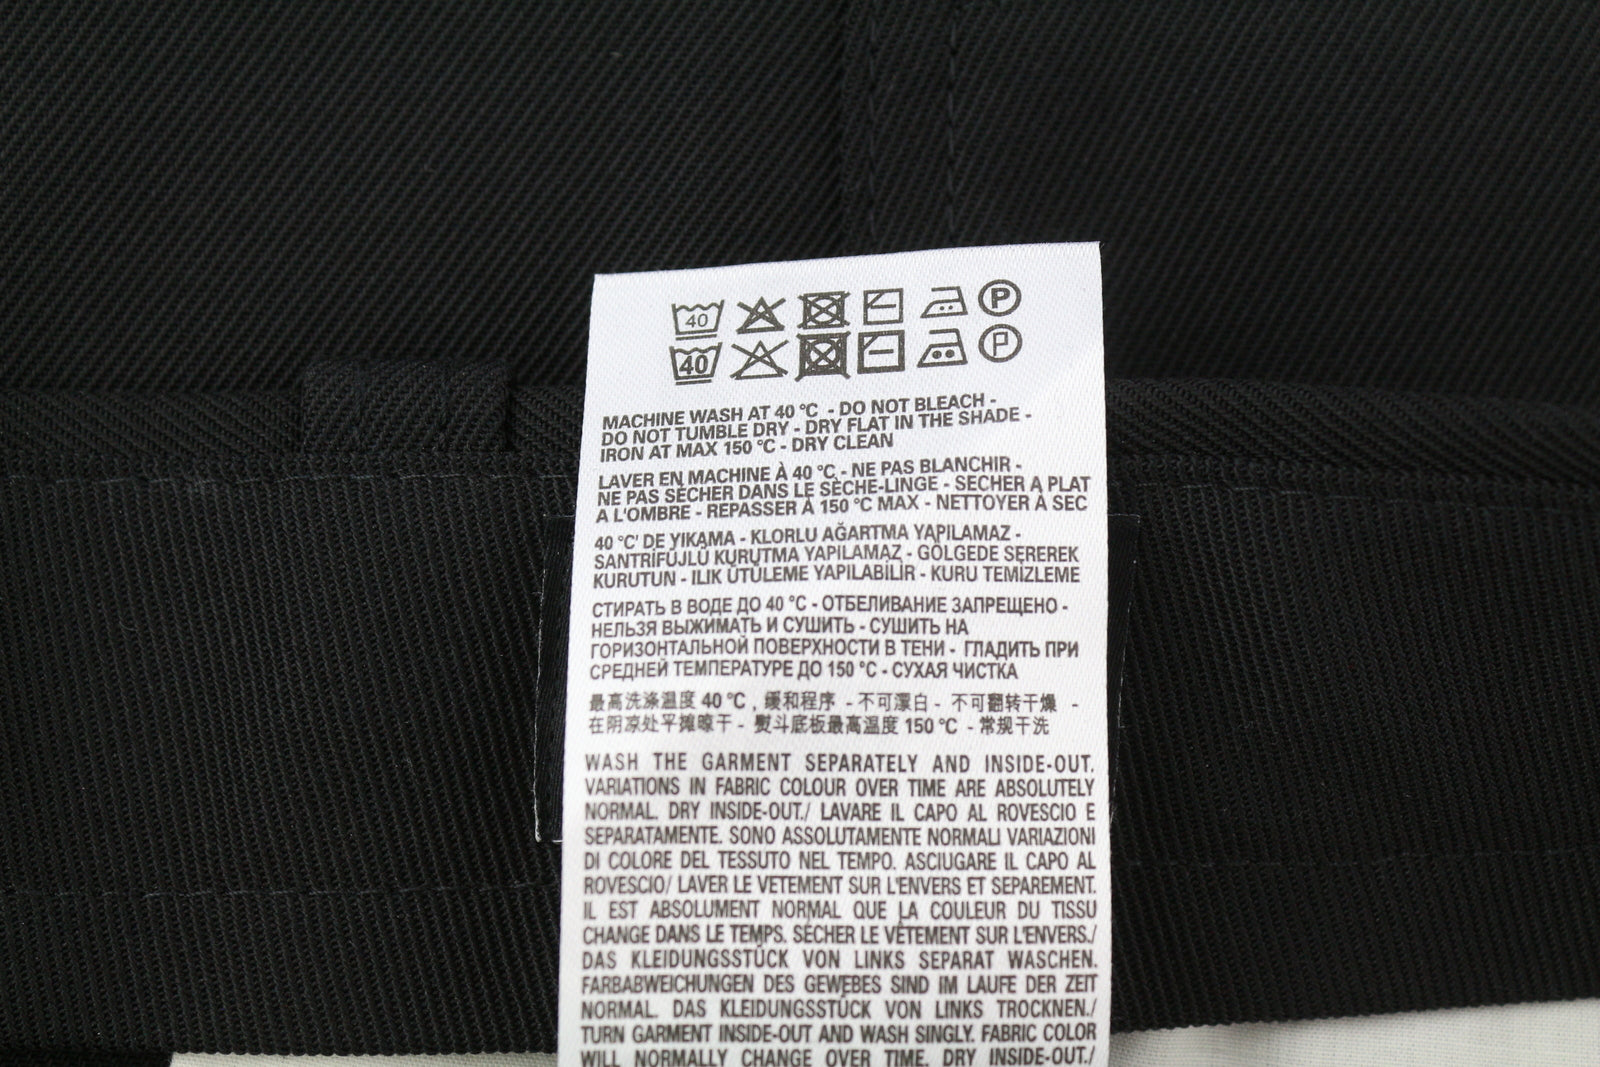 40 P
40 P
MACHINE WASH AT 40 °C - DO NOT BLEACH -
DO NOT TUMBLE DRY - DRY FLAT IN THE SHADE -
IRON AT MAX 150 °C - DRY CLEAN
LAVER EN MACHINE À 40 °C - NE PAS BLANCHIR -
NE PAS SÉCHER DANS LE SÈCHE-LINGE - SECHER A PLAT
A L'OMBRE - REPASSER À 150 °C MAX - NETTOYER À SEC
40 °C' DE YIKAMA - KLORLU AĞARTMA YAPILAMAZ -
SANTRİFÜJLÜ KURUTMA YAPILAMAZ - GÖLGEDE SEREREK
KURUTUN - ILIK ÜTÜLEME YAPILABİLİR - KURU TEMİZLEME
СТИРАТЬ В ВОДЕ ДО 40 °C - ОТБЕЛИВАНИЕ ЗАПРЕЩЕНО -
НЕЛЬЗЯ ВЫЖИМАТЬ И СУШИТЬ - СУШИТЬ НА
ГОРИЗОНТАЛЬНОЙ ПОВЕРХНОСТИ В ТЕНИ - ГЛАДИТЬ ПРИ
СРЕДНЕЙ ТЕМПЕРАТУРЕ ДО 150 °C - СУХАЯ ЧИСТКА
最高洗涤温度 40 °C , 缓和程序 - 不可漂白 - 不可翻转干燥 -
在阴凉处平摊晾干 - 熨斗底板最高温度 150 °C - 常规干洗
WASH THE GARMENT SEPARATELY AND INSIDE-OUT.
VARIATIONS IN FABRIC COLOUR OVER TIME ARE ABSOLUTELY
NORMAL. DRY INSIDE-OUT./ LAVARE IL CAPO AL ROVESCIO E
SEPARATAMENTE. SONO ASSOLUTAMENTE NORMALI VARIAZIONI
DI COLORE DEL TESSUTO NEL TEMPO. ASCIUGARE IL CAPO AL
ROVESCIO/ LAVER LE VETEMENT SUR L'ENVERS ET SEPAREMENT.
IL EST ABSOLUMENT NORMAL QUE LA COULEUR DU TISSU
CHANGE DANS LE TEMPS. SÉCHER LE VÊTEMENT SUR L'ENVERS./
DAS KLEIDUNGSSTÜCK VON LINKS SEPARAT WASCHEN.
FARBABWEICHUNGEN DES GEWEBES SIND IM LAUFE DER ZEIT
NORMAL. DAS KLEIDUNGSSTÜCK VON LINKS TROCKNEN./
TURN GARMENT INSIDE-OUT AND WASH SINGLY. FABRIC COLOR
WILL NORMALLY CHANGE OVER TIME. DRY INSIDE-OUT./